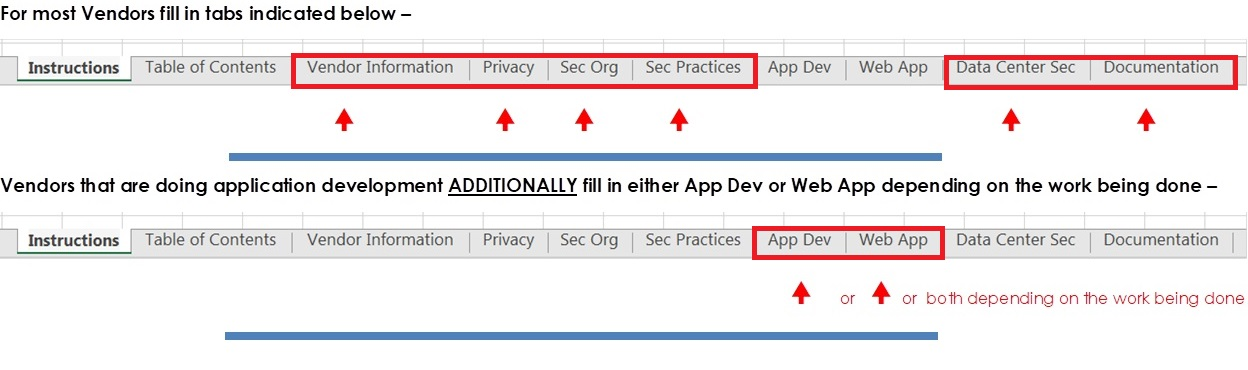 For most Vendors fill in tabs indicated below –
Instructions Table of Contents Vendor Information Privacy Sec Org Sec Practices App Dev Web App Data Center Sec Documentation
Vendors that are doing application development ADDITIONALLY fill in either App Dev or Web App depending on the work being done –
Instructions Table of Contents Vendor Information Privacy Sec Org Sec Practices App Dev Web App Data Center Sec Documentation
or or both depending on the work being done